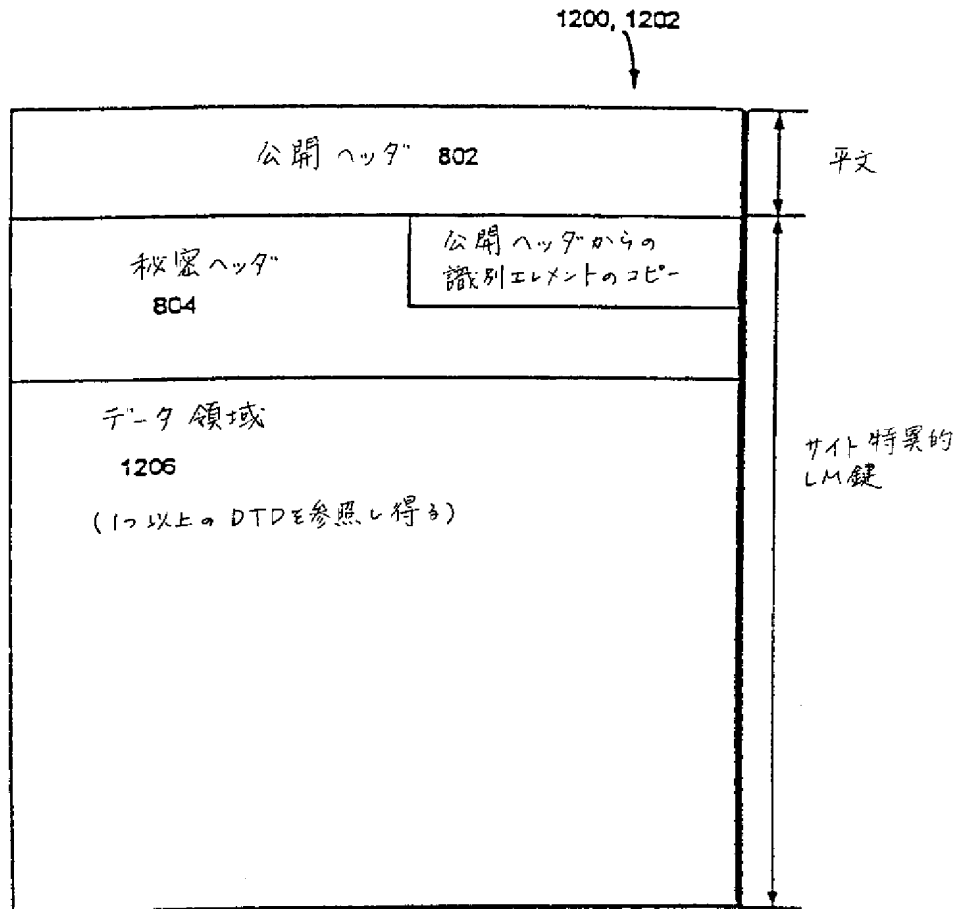 1200, 1202
公開ヘッダ 802
平文
秘密ヘッダ
804
公開ヘッダからの
識別エレメントのコピー
データ領域
1206
(1つ以上のDTDを参照し得る)
サイト特異的
LM鍵